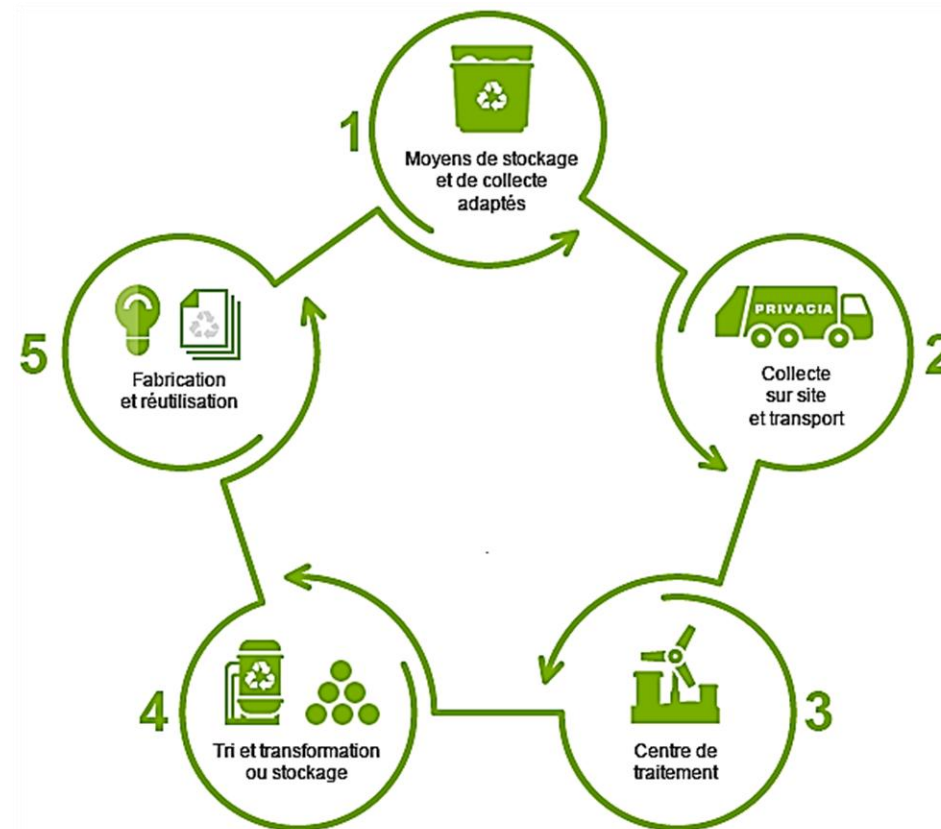 1
Moyens de stockage
et de collecte
adaptés
2
PRIVACIA
Collecte
sur site
et transport
3
Centre de
traitement
4
Tri et transformation
ou stockage
5
Fabrication
et réutilisation